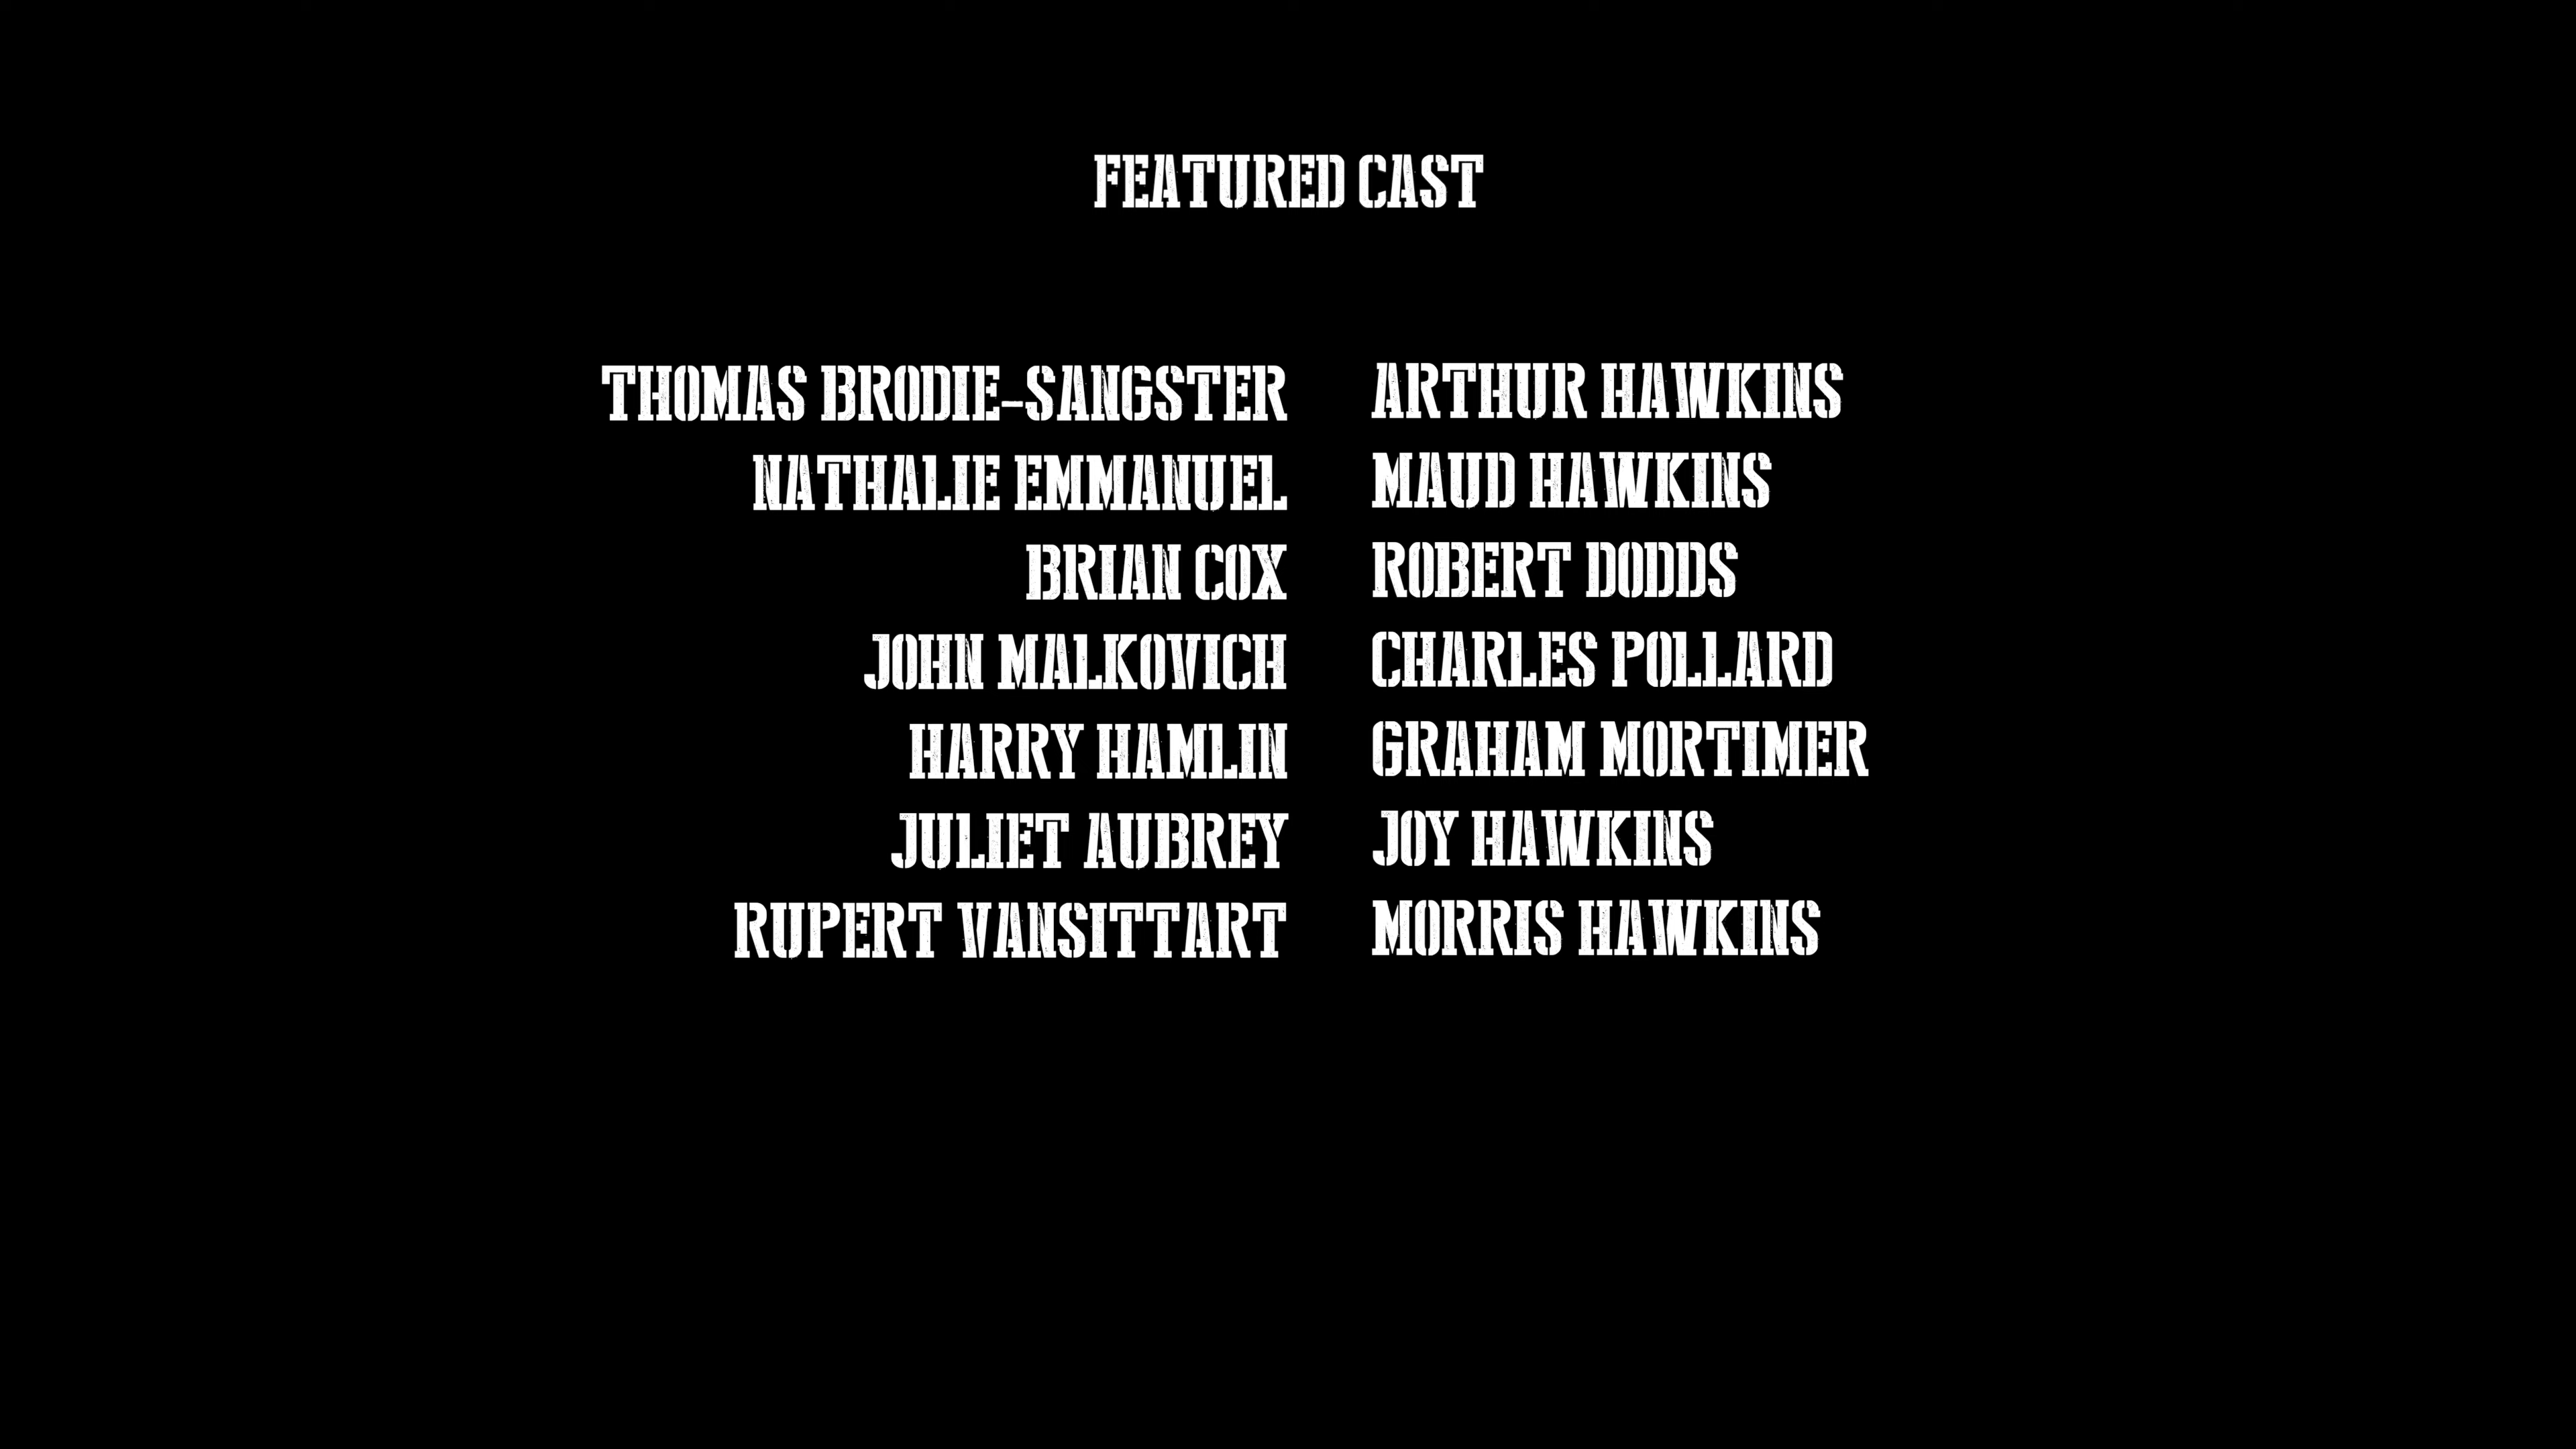 FEATURED CAST
THOMAS BRODIE-SANGSTER ARTHUR HAWKINS
NATHALIE EMMANUEL MAUD HAWKINS
BRIAN COX ROBERT DODDS
JOHN MALKOVICH CHARLES POLLARD
HARRY HAMLIN GRAHAM MORTIMER
JULIET AUBREY JOY HAWKINS
RUPERT VANSITTART MORRIS HAWKINS